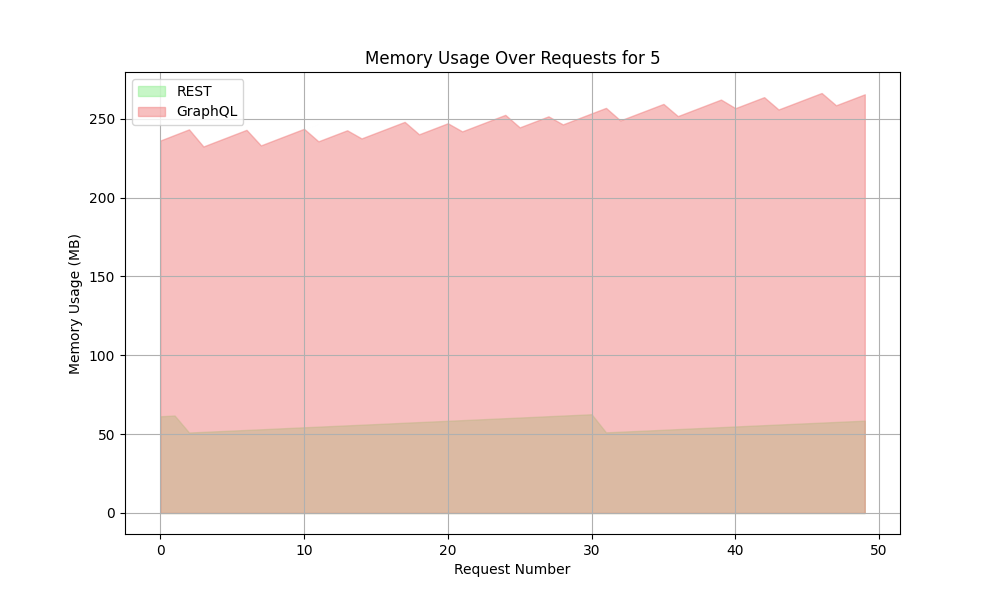 Memory Usage Over Requests for 5
REST
GraphQL
Memory Usage (MB)
250
200
150
100
50
0
0 10 20 30 40 50
Request Number